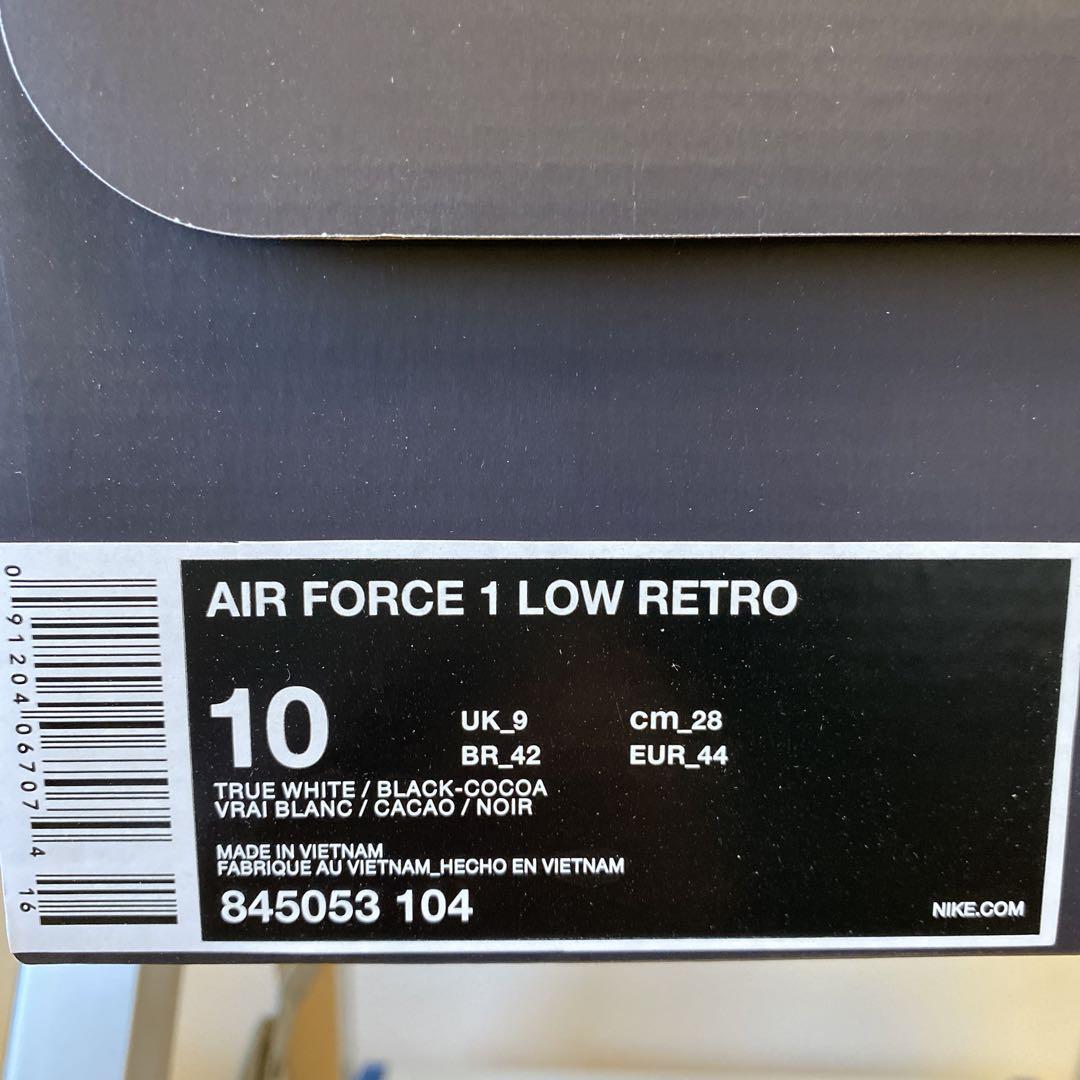 AIR FORCE 1 LOW RETRO
10
UK_9 cm_28
BR_42 EUR_44
TRUE WHITE / BLACK-COCOA
VRAI BLANC / CACAO / NOIR
MADE IN VIETNAM
FABRIQUE AU VIETNAM_HECHO EN VIETNAM
845053 104
NIKE.COM
0 91204 06707 4 16